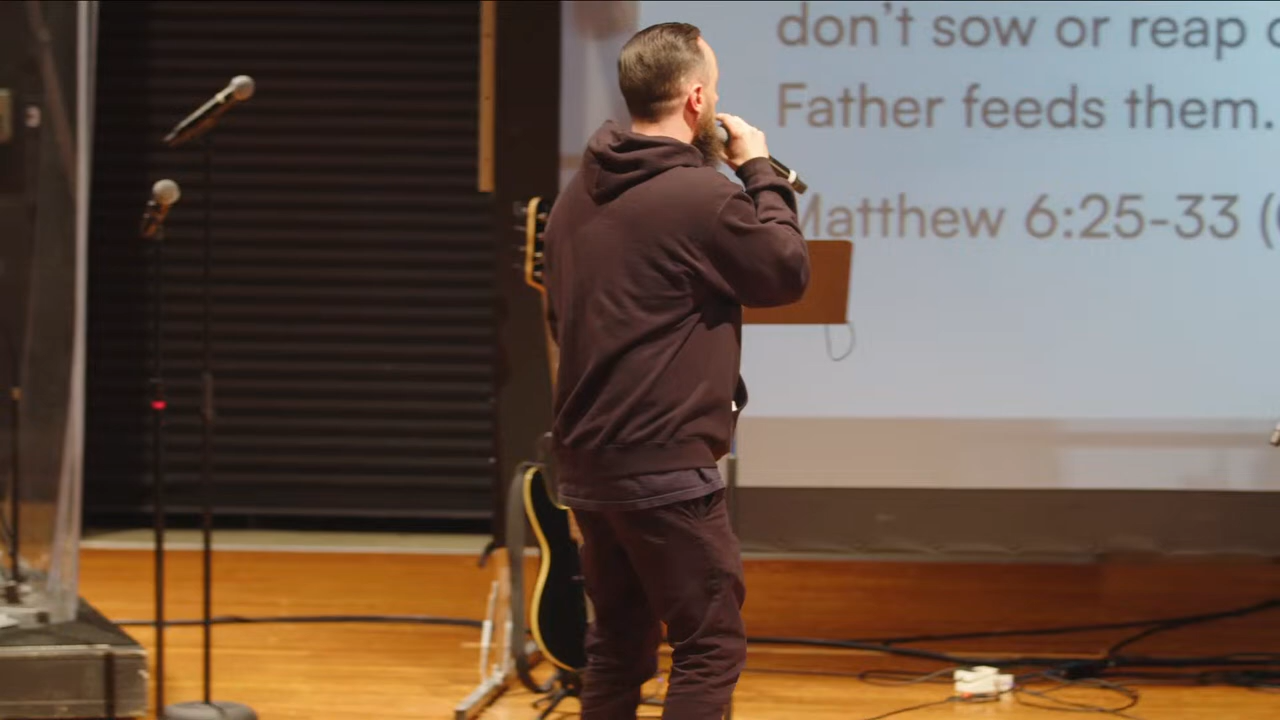 don't sow or reap
Father feeds them.
Matthew 6:25-33 (